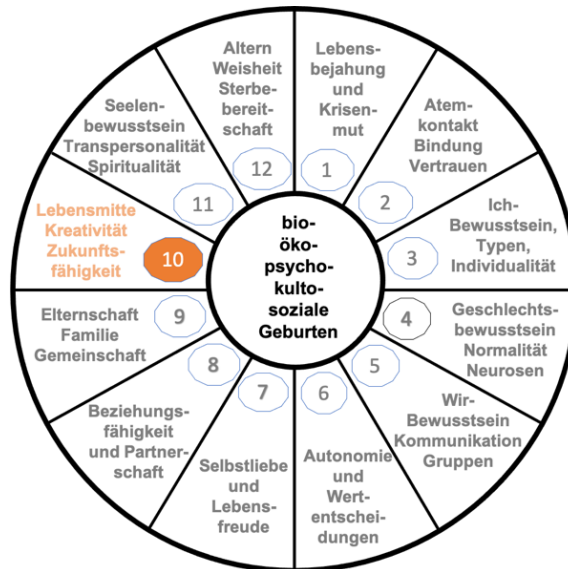 Lebens-
bejahung
und
Krisen-
mut
1
Atem-
kontakt
Bindung
Vertrauen
2
Ich-
Bewusstsein,
Typen,
Individualität
3
Geschlechts-
bewusstsein
Normalität
Neurosen
4
Wir-
Bewusstsein
Kommunikation
Gruppen
5
Autonomie
und
Wert-
entschei-
dungen
6
Selbstliebe
und
Lebens-
freude
7
Beziehungs-
fähigkeit
und Partner-
schaft
8
Elternschaft
Familie
Gemeinschaft
9
Lebensmitte
Kreativität
Zukunfts-
fähigkeit
10
Seelen-
bewusstsein
Transpersonalität
Spiritualität
11
Altern
Weisheit
Sterbe-
bereit-
schaft
12
bio-
öko-
psycho-
kulto-
soziale
Geburten